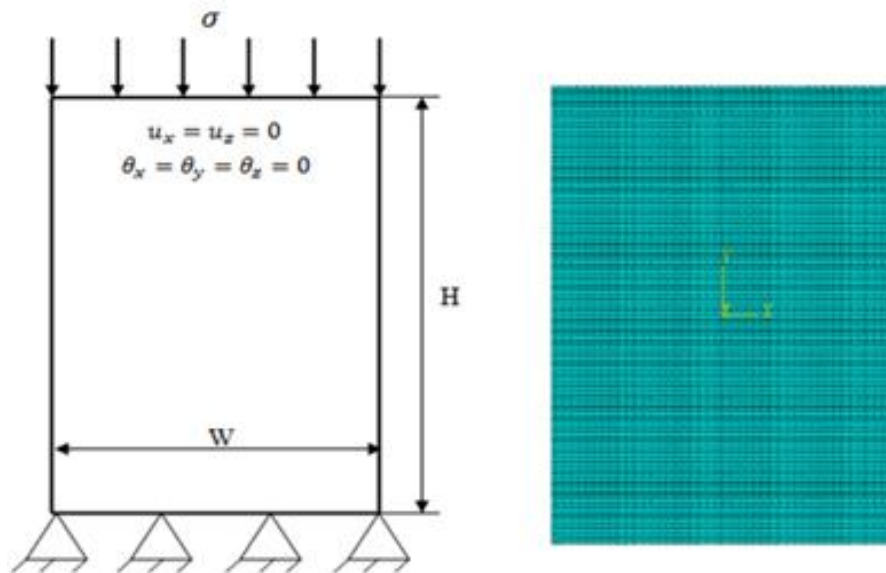 σ
u_x = u_z = 0
θ_x = θ_y = θ_z = 0
H
W